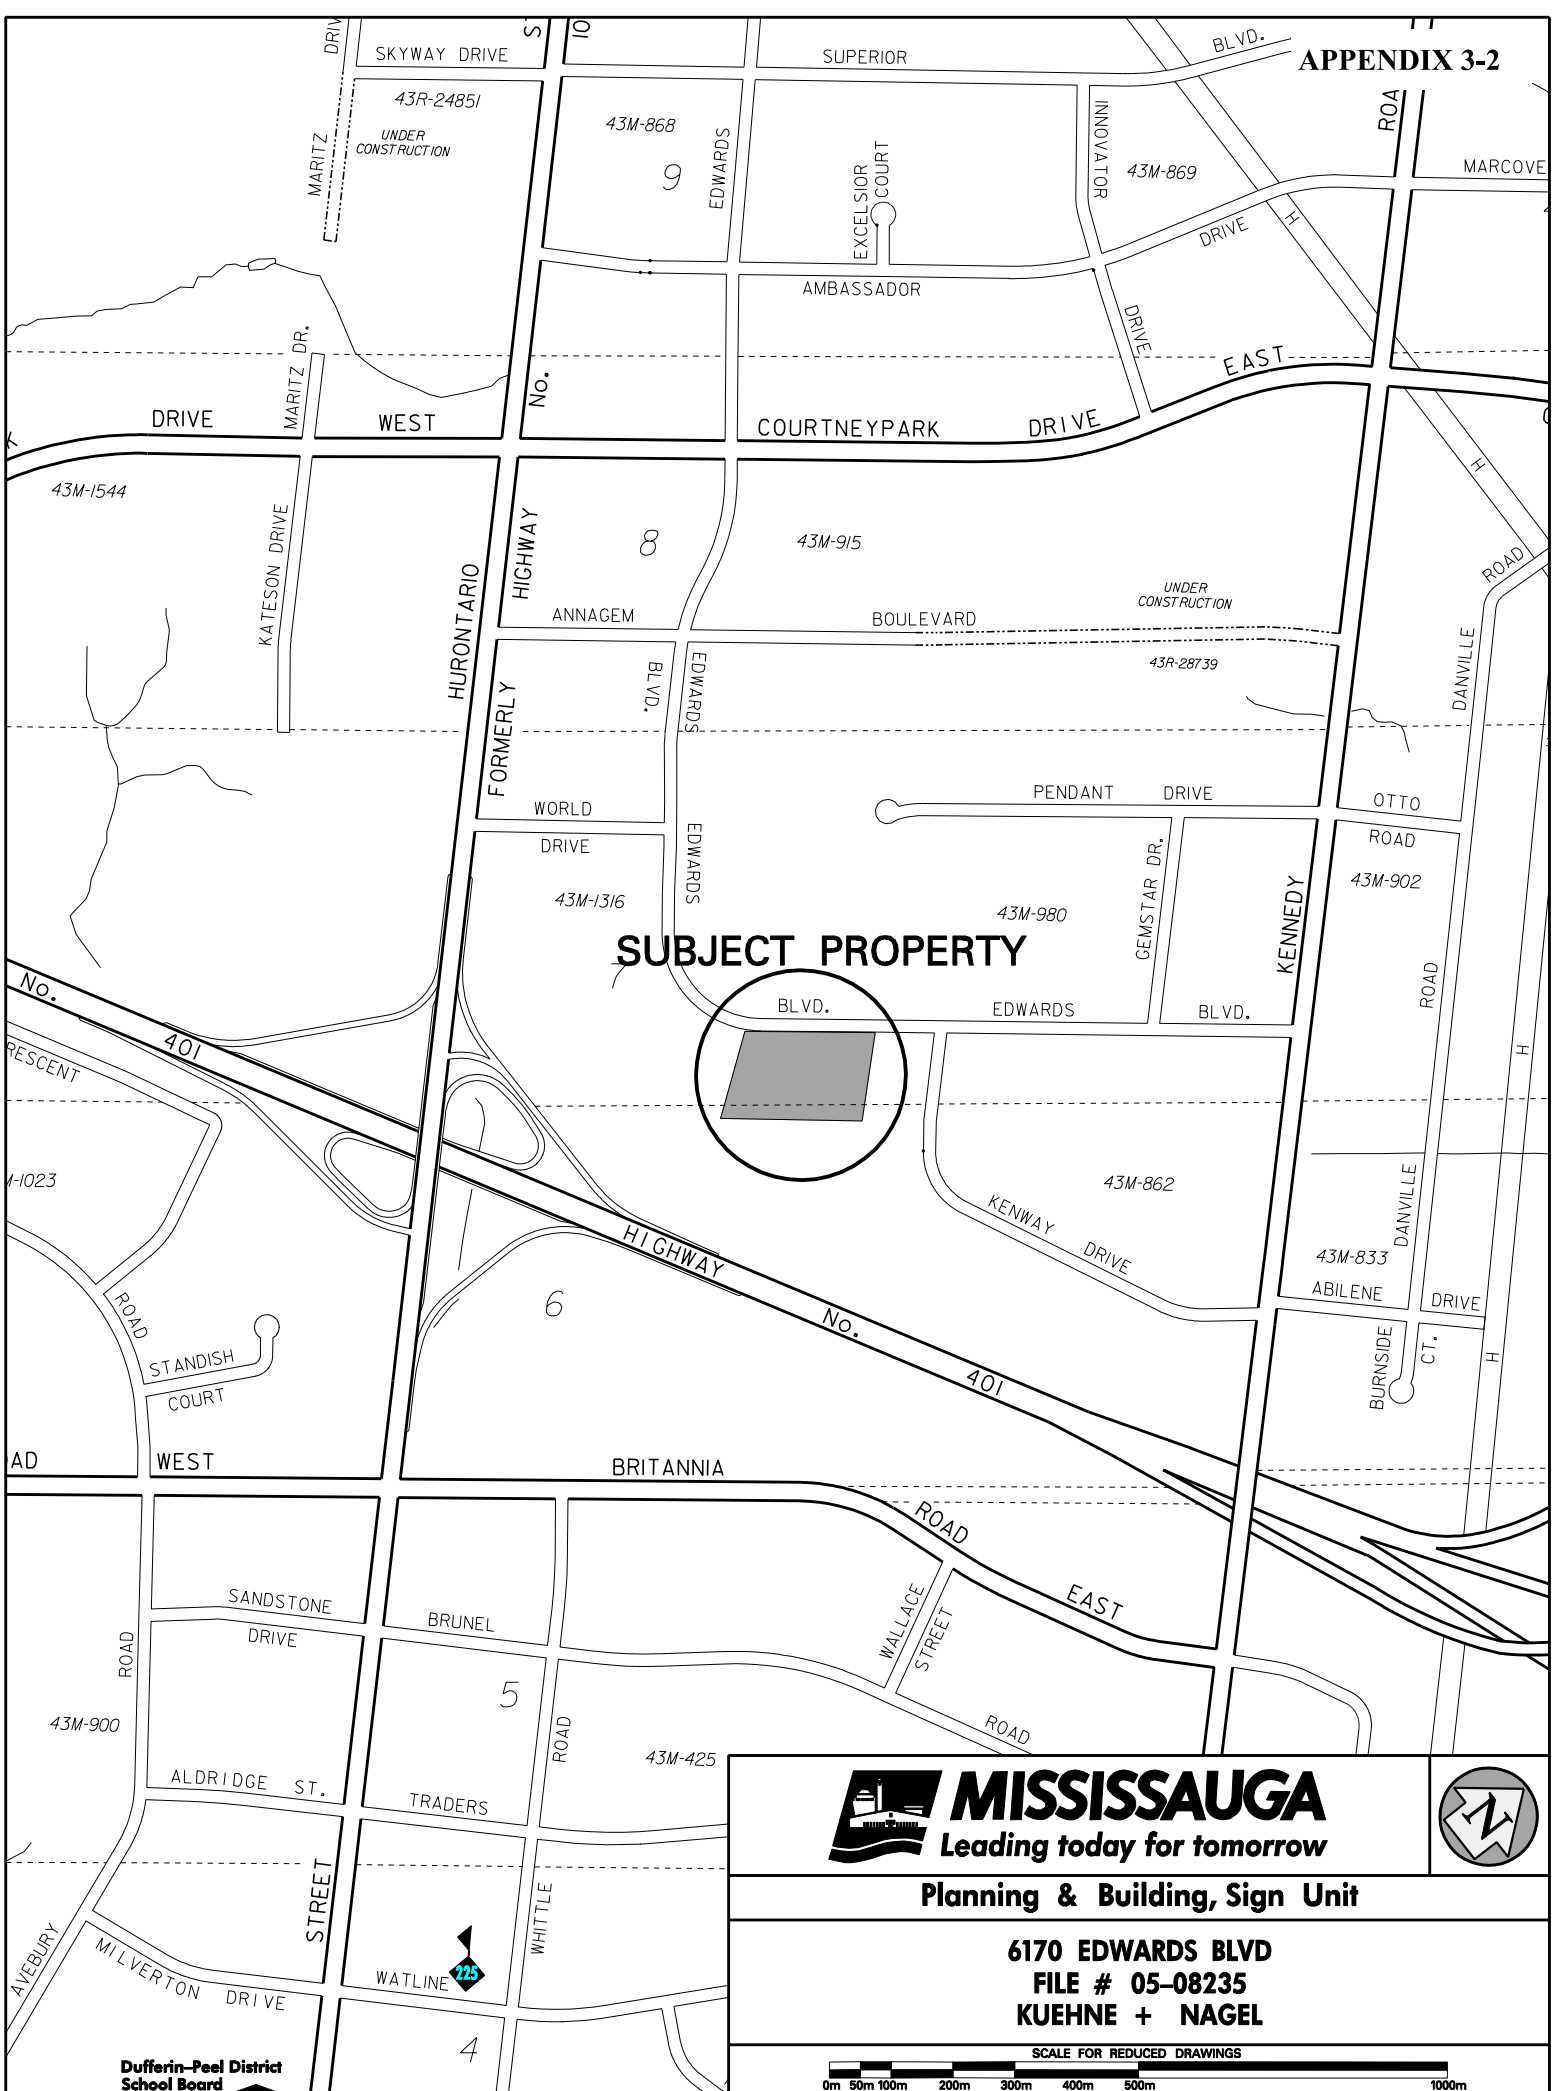 APPENDIX 3-2
DRIV
SKYWAY DRIVE
S
10
SUPERIOR
BLVD.
43R-24851
UNDER
CONSTRUCTION
MARITZ
43M-868
9
EDWARDS
EXCELSIOR
COURT
INNOVATOR
43M-869
ROA
MARCOVE
H
DRIVE
AMBASSADOR
DRIVE
MARITZ DR.
No.
EAST
DRIVE
WEST
COURTNEYPARK
DRIVE
43M-1544
H
KATESON DRIVE
HIGHWAY
8
43M-915
ROAD
HURONTARIO
ANNAGEM
BOULEVARD
UNDER
CONSTRUCTION
43R-28739
DANVILLE
BLVD.
EDWARDS
FORMERLY
WORLD
DRIVE
EDWARDS
PENDANT DRIVE
OTTO
ROAD
GEMSTAR DR.
43M-1316
43M-980
KENNEDY
43M-902
SUBJECT PROPERTY
ROAD
No.
401
BLVD.
EDWARDS
BLVD.
RESCENT
H
M-1023
43M-862
DANVILLE
KENWAY
DRIVE
HIGHWAY
43M-833
ABILENE
DRIVE
6
No.
ROAD
STANDISH
COURT
401
BURNSIDE
CT.
H
AD
WEST
BRITANNIA
ROAD
EAST
SANDSTONE
DRIVE
BRUNEL
WALLACE
STREET
ROAD
5
ROAD
ROAD
43M-900
43M-425
ALDRIDGE ST.
TRADERS
STREET
WHITTLE
AVEBURY
MILVERTON DRIVE
WATLINE
225
4
Dufferin-Peel District
School Board
MISSISSAUGA
Leading today for tomorrow
N
Planning & Building, Sign Unit
6170 EDWARDS BLVD
FILE # 05-08235
KUEHNE + NAGEL
SCALE FOR REDUCED DRAWINGS
0m 50m 100m 200m 300m 400m 500m 1000m